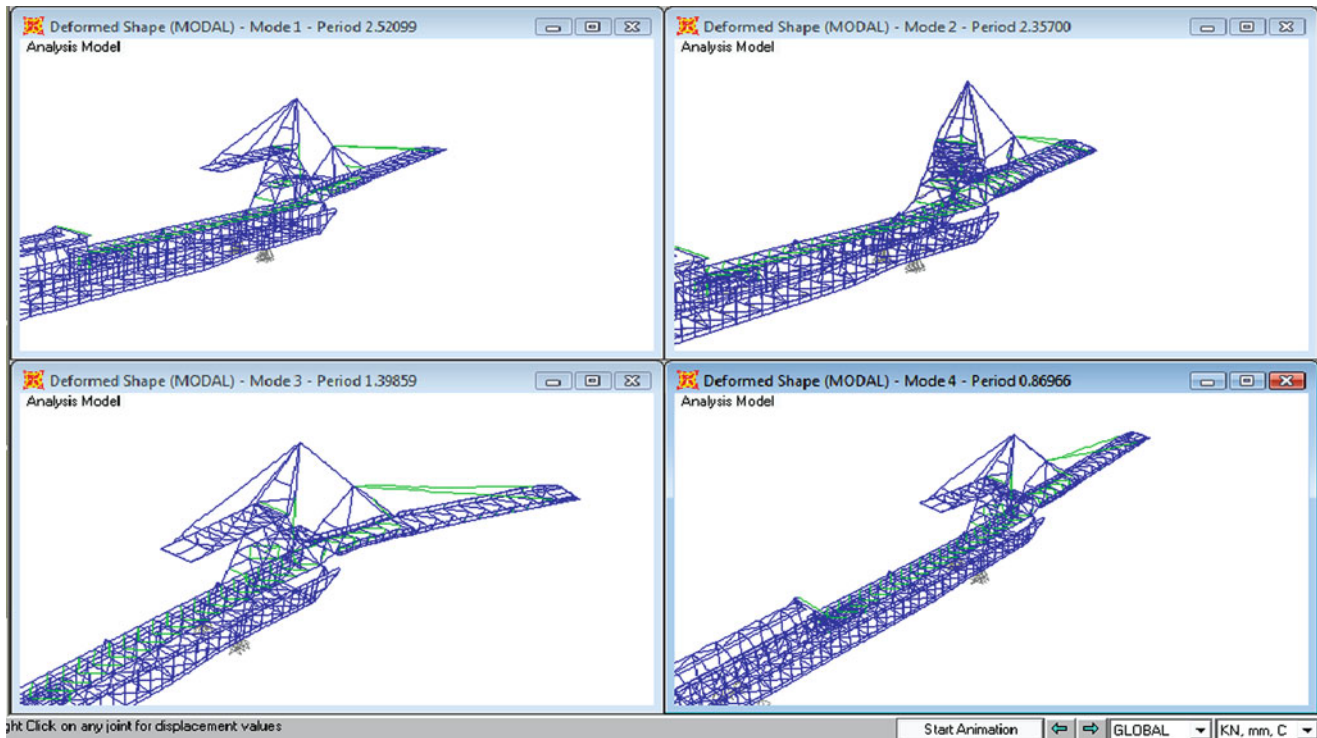 Deformed Shape (MODAL) - Mode 1 - Period 2.52099
Analysis Model
Deformed Shape (MODAL) - Mode 2 - Period 2.35700
Analysis Model
Deformed Shape (MODAL) - Mode 3 - Period 1.39859
Analysis Model
Deformed Shape (MODAL) - Mode 4 - Period 0.86966
Analysis Model
ght Click on any joint for displacement values
Start Animation
GLOBAL
KN, mm, C